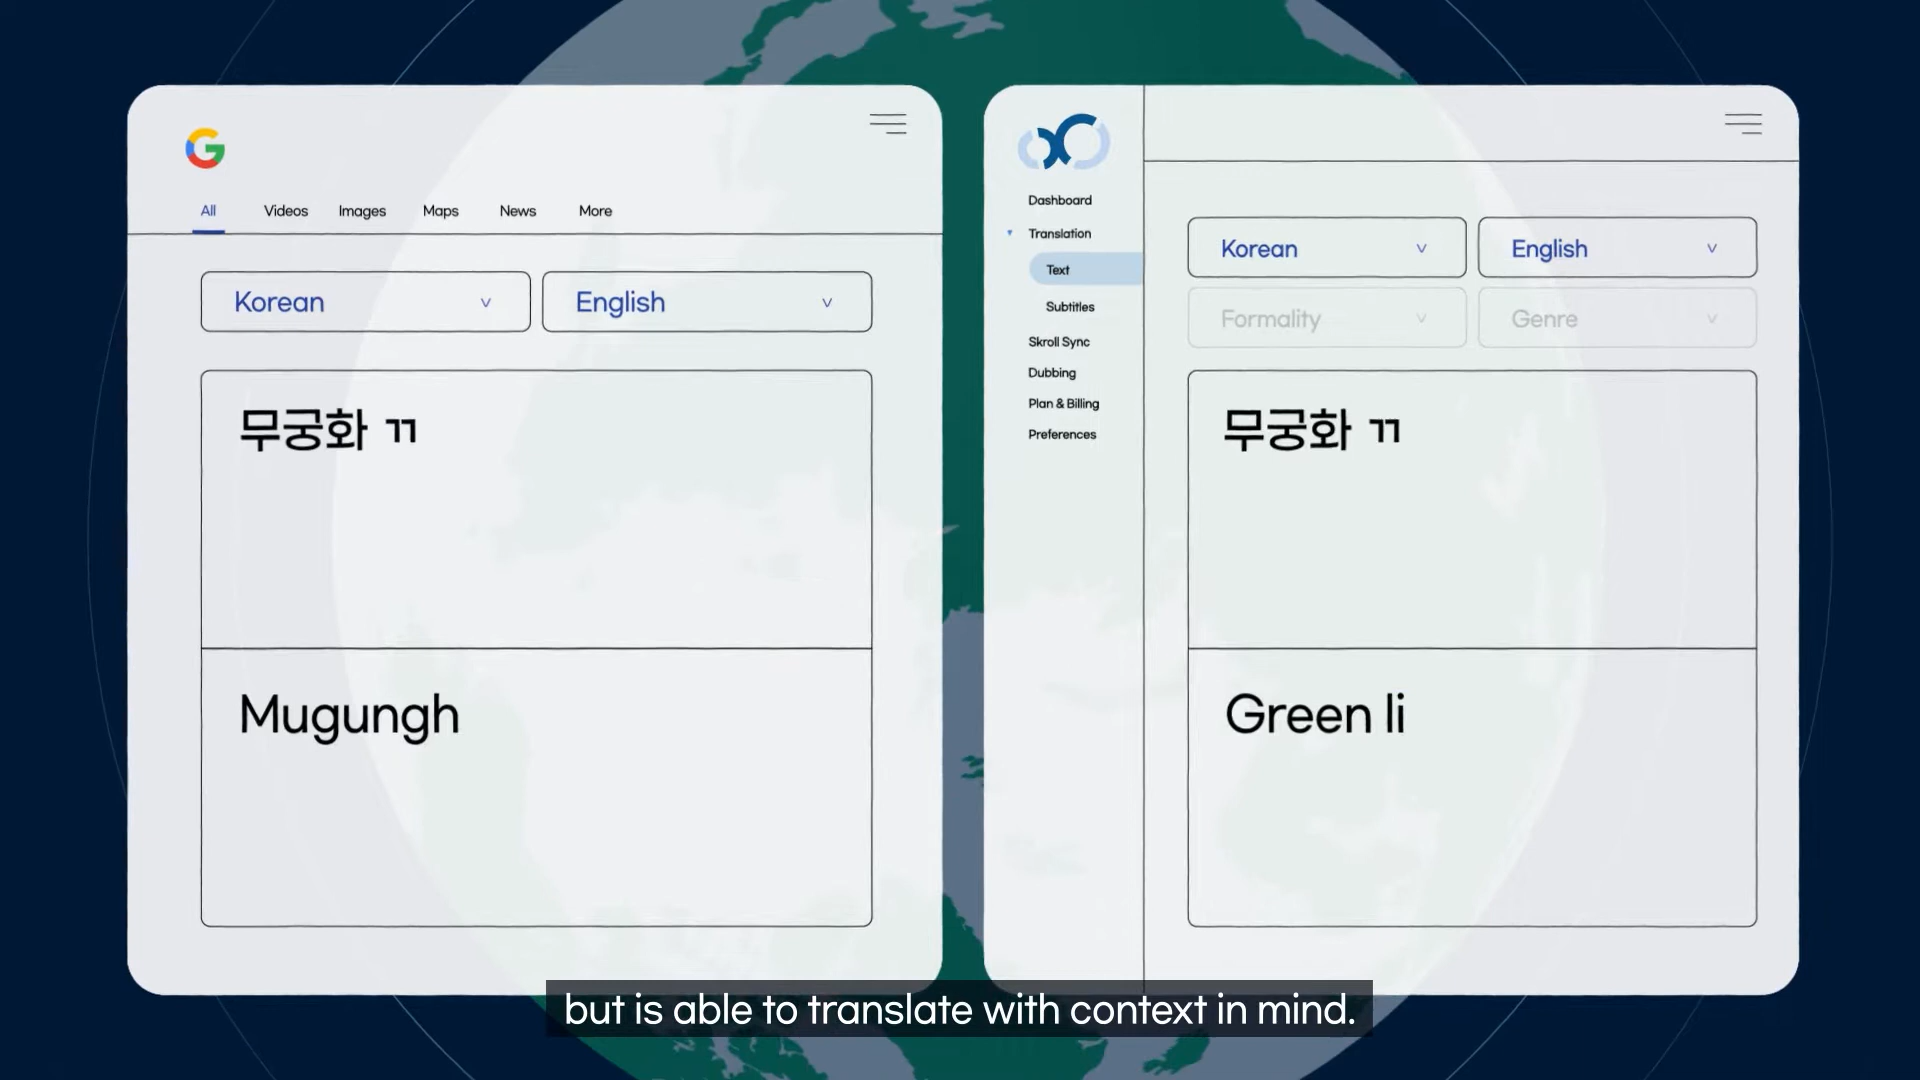 All Videos Images Maps News More
Korean v English v
무궁화 ㄲ
Mugungh
Dashboard
Translation
Text
Subtitles
Skroll Sync
Dubbing
Plan & Billing
Preferences
Korean v English v
Formality v Genre v
무궁화 ㄲ
Green li
but is able to translate with context in mind.